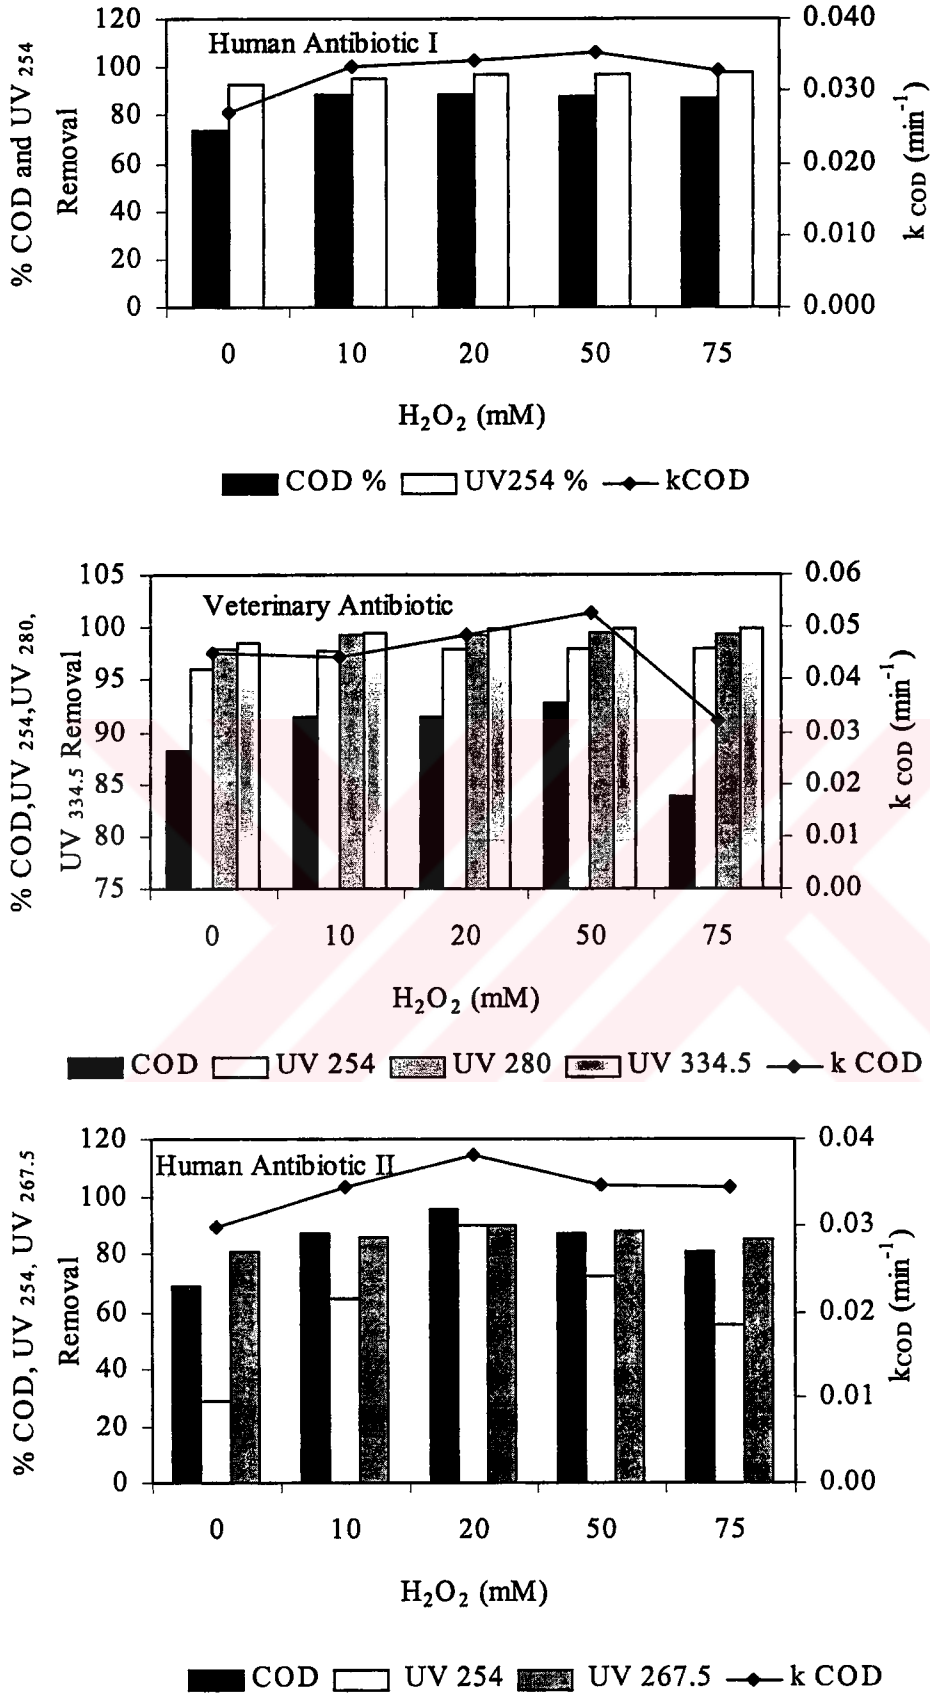 Human Antibiotic I
% COD and UV 254
Removal
120
100
80
60
40
20
0
0.040
0.030
0.020
0.010
0.000
k COD (min-1)
0 10 20 50 75
H2O2 (mM)
COD % UV254 % kCOD
Veterinary Antibiotic
% COD,UV 254,UV 280,
UV 334.5 Removal
105
100
95
90
85
80
75
0.06
0.05
0.04
0.03
0.02
0.01
0.00
k COD (min-1)
0 10 20 50 75
H2O2 (mM)
COD UV 254 UV 280 UV 334.5 k COD
Human Antibiotic II
% COD, UV 254, UV 267.5
Removal
120
100
80
60
40
20
0
0.04
0.03
0.02
0.01
0.00
kCOD (min-1)
0 10 20 50 75
H2O2 (mM)
COD UV 254 UV 267.5 k COD